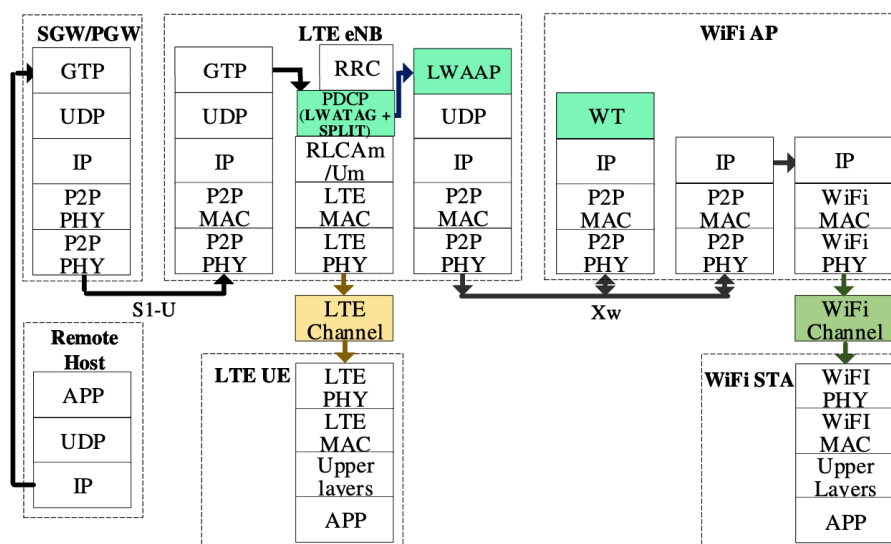 SGW/PGW
GTP
UDP
IP
P2P
PHY
P2P
PHY
S1-U
Remote
Host
APP
UDP
IP
LTE eNB
GTP
UDP
IP
P2P
MAC
P2P
PHY
RRC
PDCP
(LWATAG +
SPLIT)
RLCAm
/Um
LTE
MAC
LTE
PHY
LWAAP
UDP
IP
P2P
MAC
P2P
PHY
LTE
Channel
LTE UE
LTE
PHY
LTE
MAC
Upper
layers
APP
Xw
WiFi AP
WT
IP
P2P
MAC
P2P
PHY
IP
P2P
MAC
P2P
PHY
IP
WiFi
MAC
WiFi
PHY
WiFi
Channel
WiFi STA
WiFI
PHY
WiFI
MAC
Upper
Layers
APP